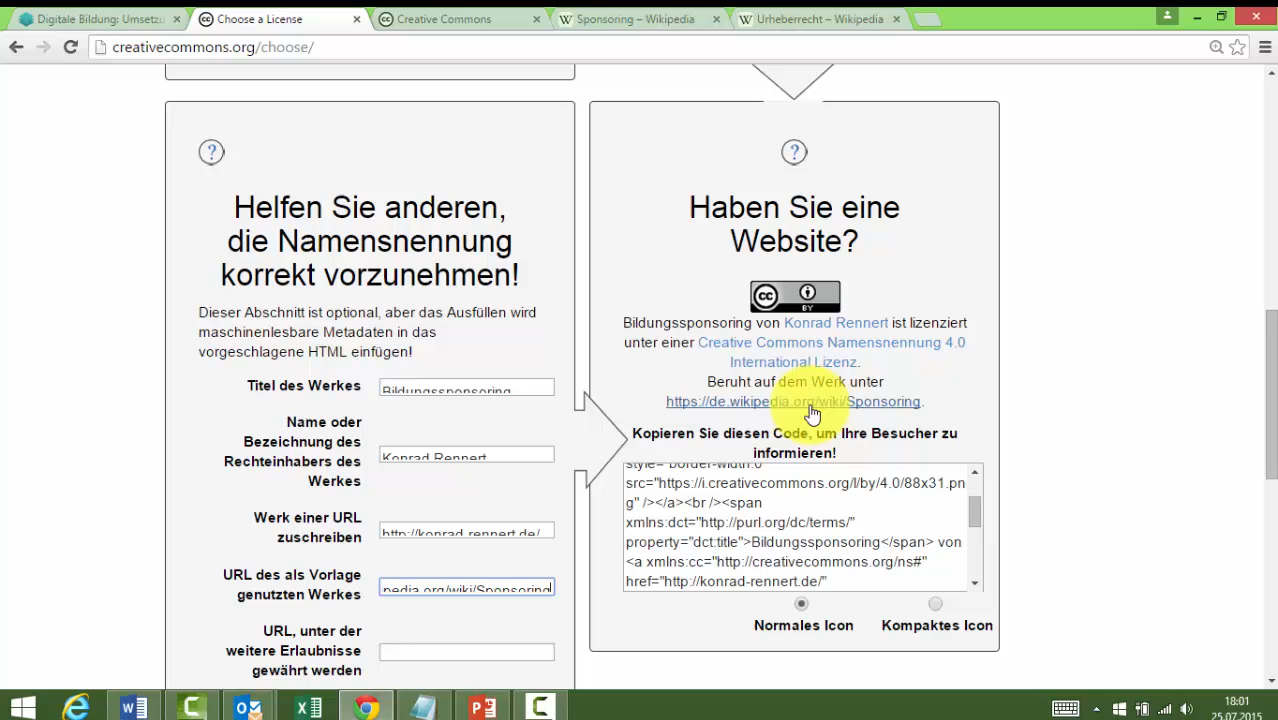 Digitale Bildung: Umsetzu
Choose a License
Creative Commons
Sponsoring – Wikipedia
Urheberrecht – Wikipedia
creativecommons.org/choose/
?
Helfen Sie anderen,
die Namensnennung
korrekt vorzunehmen!
Dieser Abschnitt ist optional, aber das Ausfüllen wird
maschinenlesbare Metadaten in das
vorgeschlagene HTML einfügen!
Titel des Werkes
Bildungssponsoring
Name oder
Bezeichnung des
Rechteinhabers des
Werkes
Konrad Rennert
Werk einer URL
zuschreiben
http://konrad-rennert.de/
URL des als Vorlage
genutzten Werkes
pedia.org/wiki/Sponsoring
URL, unter der
weitere Erlaubnisse
gewährt werden
?
Haben Sie eine
Website?
cc
BY
Bildungssponsoring von Konrad Rennert ist lizenziert
unter einer Creative Commons Namensnennung 4.0
International Lizenz.
Beruht auf dem Werk unter
https://de.wikipedia.org/wiki/Sponsoring.
Kopieren Sie diesen Code, um Ihre Besucher zu
informieren!
style="border-width:0"
src="https://i.creativecommons.org/l/by/4.0/88x31.pn
g" /></a><br /><span
xmlns:dct="http://purl.org/dc/terms/"
property="dct:title">Bildungssponsoring</span> von
<a xmlns:cc="http://creativecommons.org/ns#"
href="http://konrad-rennert.de/"
Normales Icon
Kompaktes Icon
18:01
25.07.2015